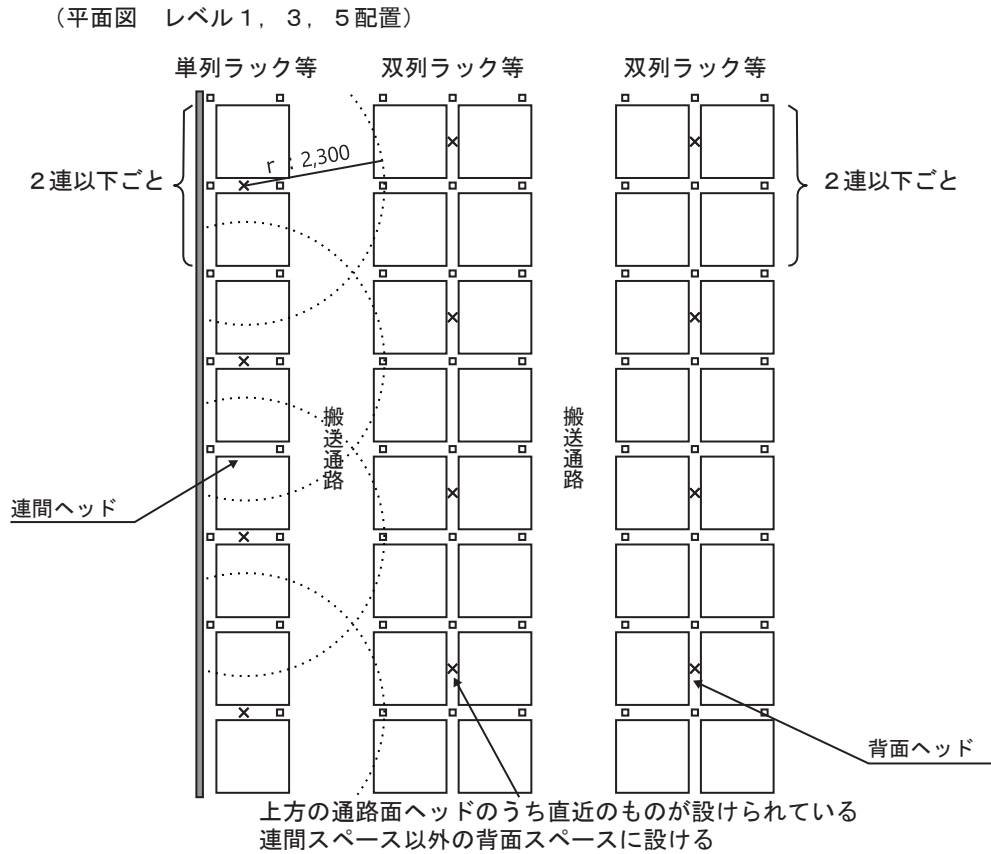 （平面図　レベル１，３，５配置）
単列ラック等
双列ラック等
双列ラック等
２連以下ごと
r：2,300
２連以下ごと
搬送通路
搬送通路
連間ヘッド
背面ヘッド
上方の通路面ヘッドのうち直近のものが設けられている
連間スペース以外の背面スペースに設ける